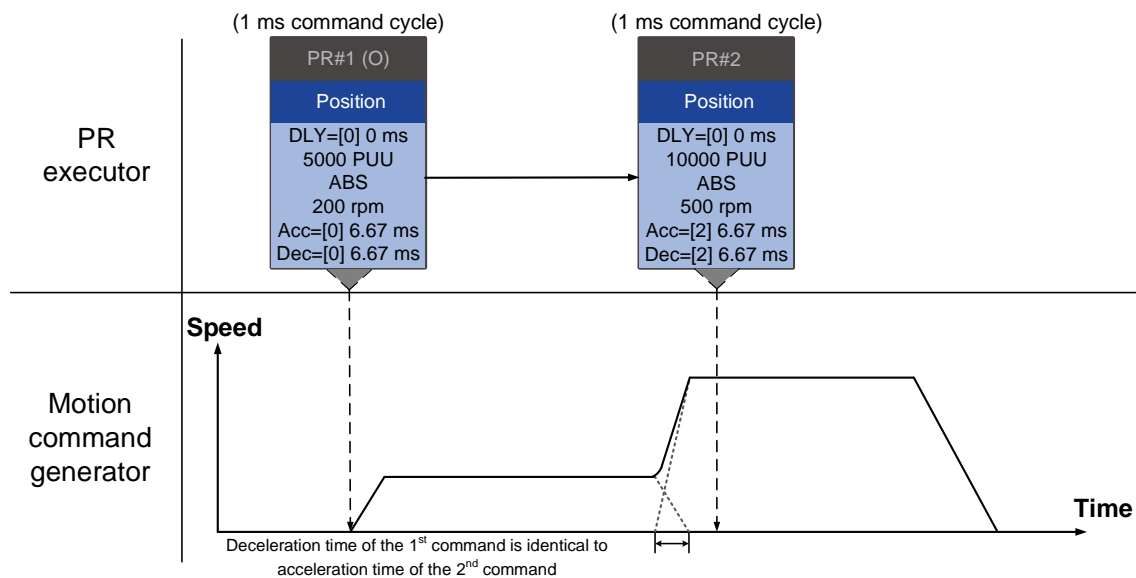 (1 ms command cycle)
(1 ms command cycle)
PR#1 (O)
Position
DLY=[0] 0 ms
5000 PUU
ABS
200 rpm
Acc=[0] 6.67 ms
Dec=[0] 6.67 ms
PR#2
Position
DLY=[0] 0 ms
10000 PUU
ABS
500 rpm
Acc=[2] 6.67 ms
Dec=[2] 6.67 ms
PR
executor
Speed
Motion
command
generator
Time
Deceleration time of the 1st command is identical to
acceleration time of the 2nd command